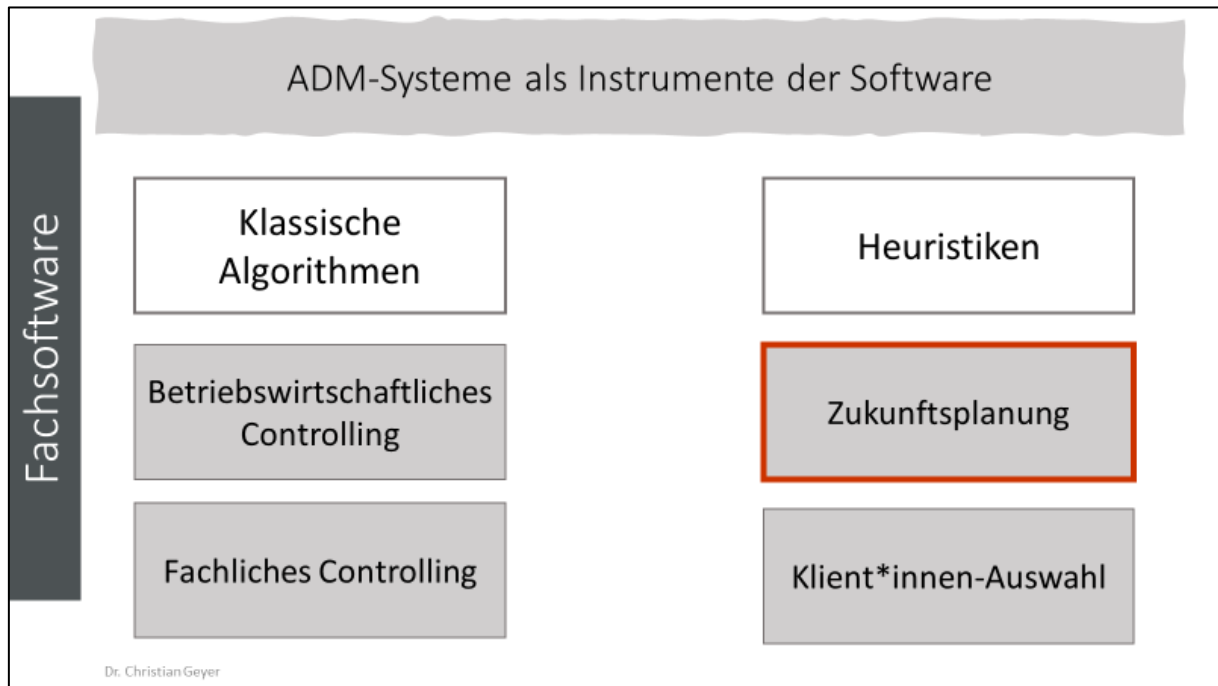 ADM-Systeme als Instrumente der Software
Fachsoftware
Klassische
Algorithmen
Heuristiken
Betriebswirtschaftliches
Controlling
Zukunftsplanung
Fachliches Controlling
Klient*innen-Auswahl
Dr. Christian Geyer